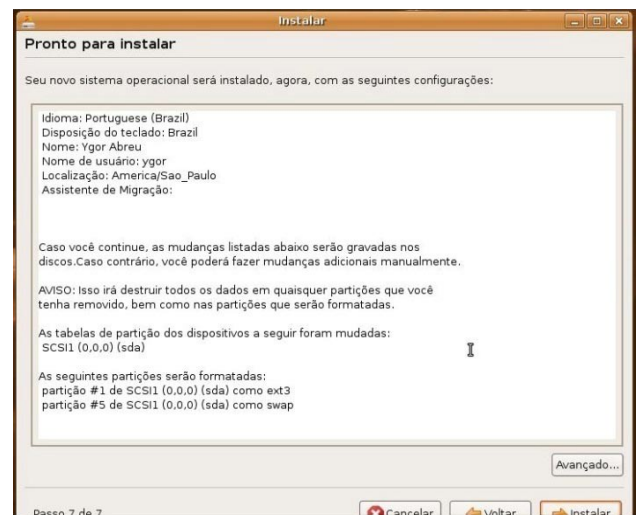 Instalar
Pronto para instalar
Seu novo sistema operacional será instalado, agora, com as seguintes configurações:
Idioma: Portuguese (Brazil)
Disposição do teclado: Brazil
Nome: Ygor Abreu
Nome de usuário: ygor
Localização: America/Sao_Paulo
Assistente de Migração:
Caso você continue, as mudanças listadas abaixo serão gravadas nos
discos.Caso contrário, você poderá fazer mudanças adicionais manualmente.
AVISO: Isso irá destruir todos os dados em quaisquer partições que você
tenha removido, bem como nas partições que serão formatadas.
As tabelas de partição dos dispositivos a seguir foram mudadas:
SCSI1 (0,0,0) (sda)
As seguintes partições serão formatadas:
partição #1 de SCSI1 (0,0,0) (sda) como ext3
partição #5 de SCSI1 (0,0,0) (sda) como swap
Avançado...
Passo 7 de 7
Cancelar
Voltar
Instalar